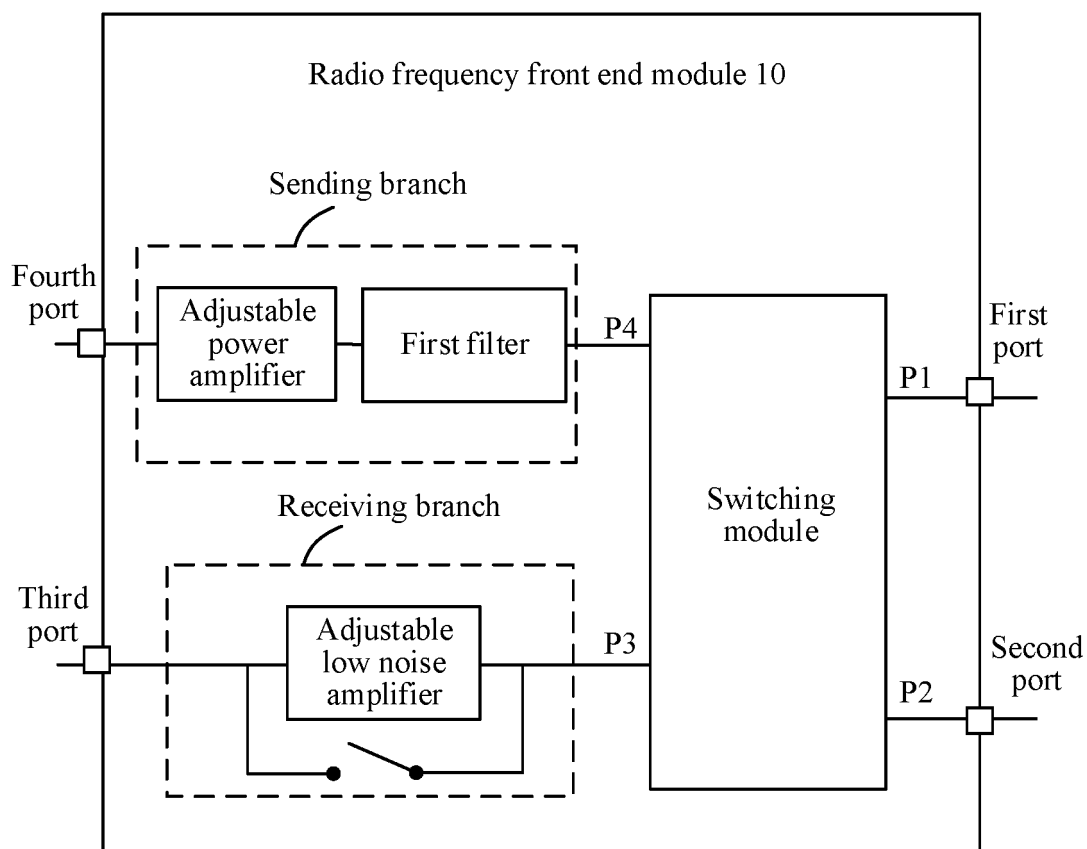 Radio frequency front end module 10
Sending branch
Fourth
port
Adjustable
power
amplifier
First filter
P4
First
port
P1
Switching
module
Receiving branch
Third
port
Adjustable
low noise
amplifier
P3
Second
port
P2